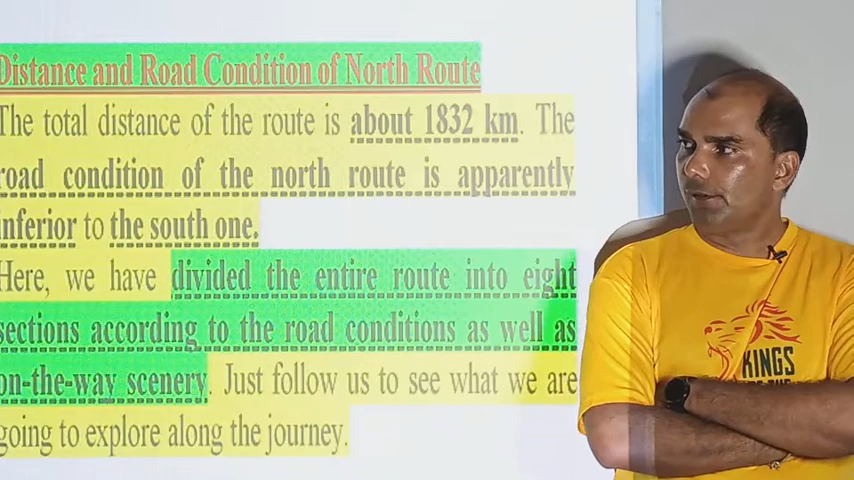 Distance and Road Condition of North Route
The total distance of the route is about 1832 km. The
road condition of the north route is apparently
inferior to the south one.
Here, we have divided the entire route into eight
sections according to the road conditions as well as
on-the-way scenery. Just follow us to see what we are
going to explore along the journey.
KINGS